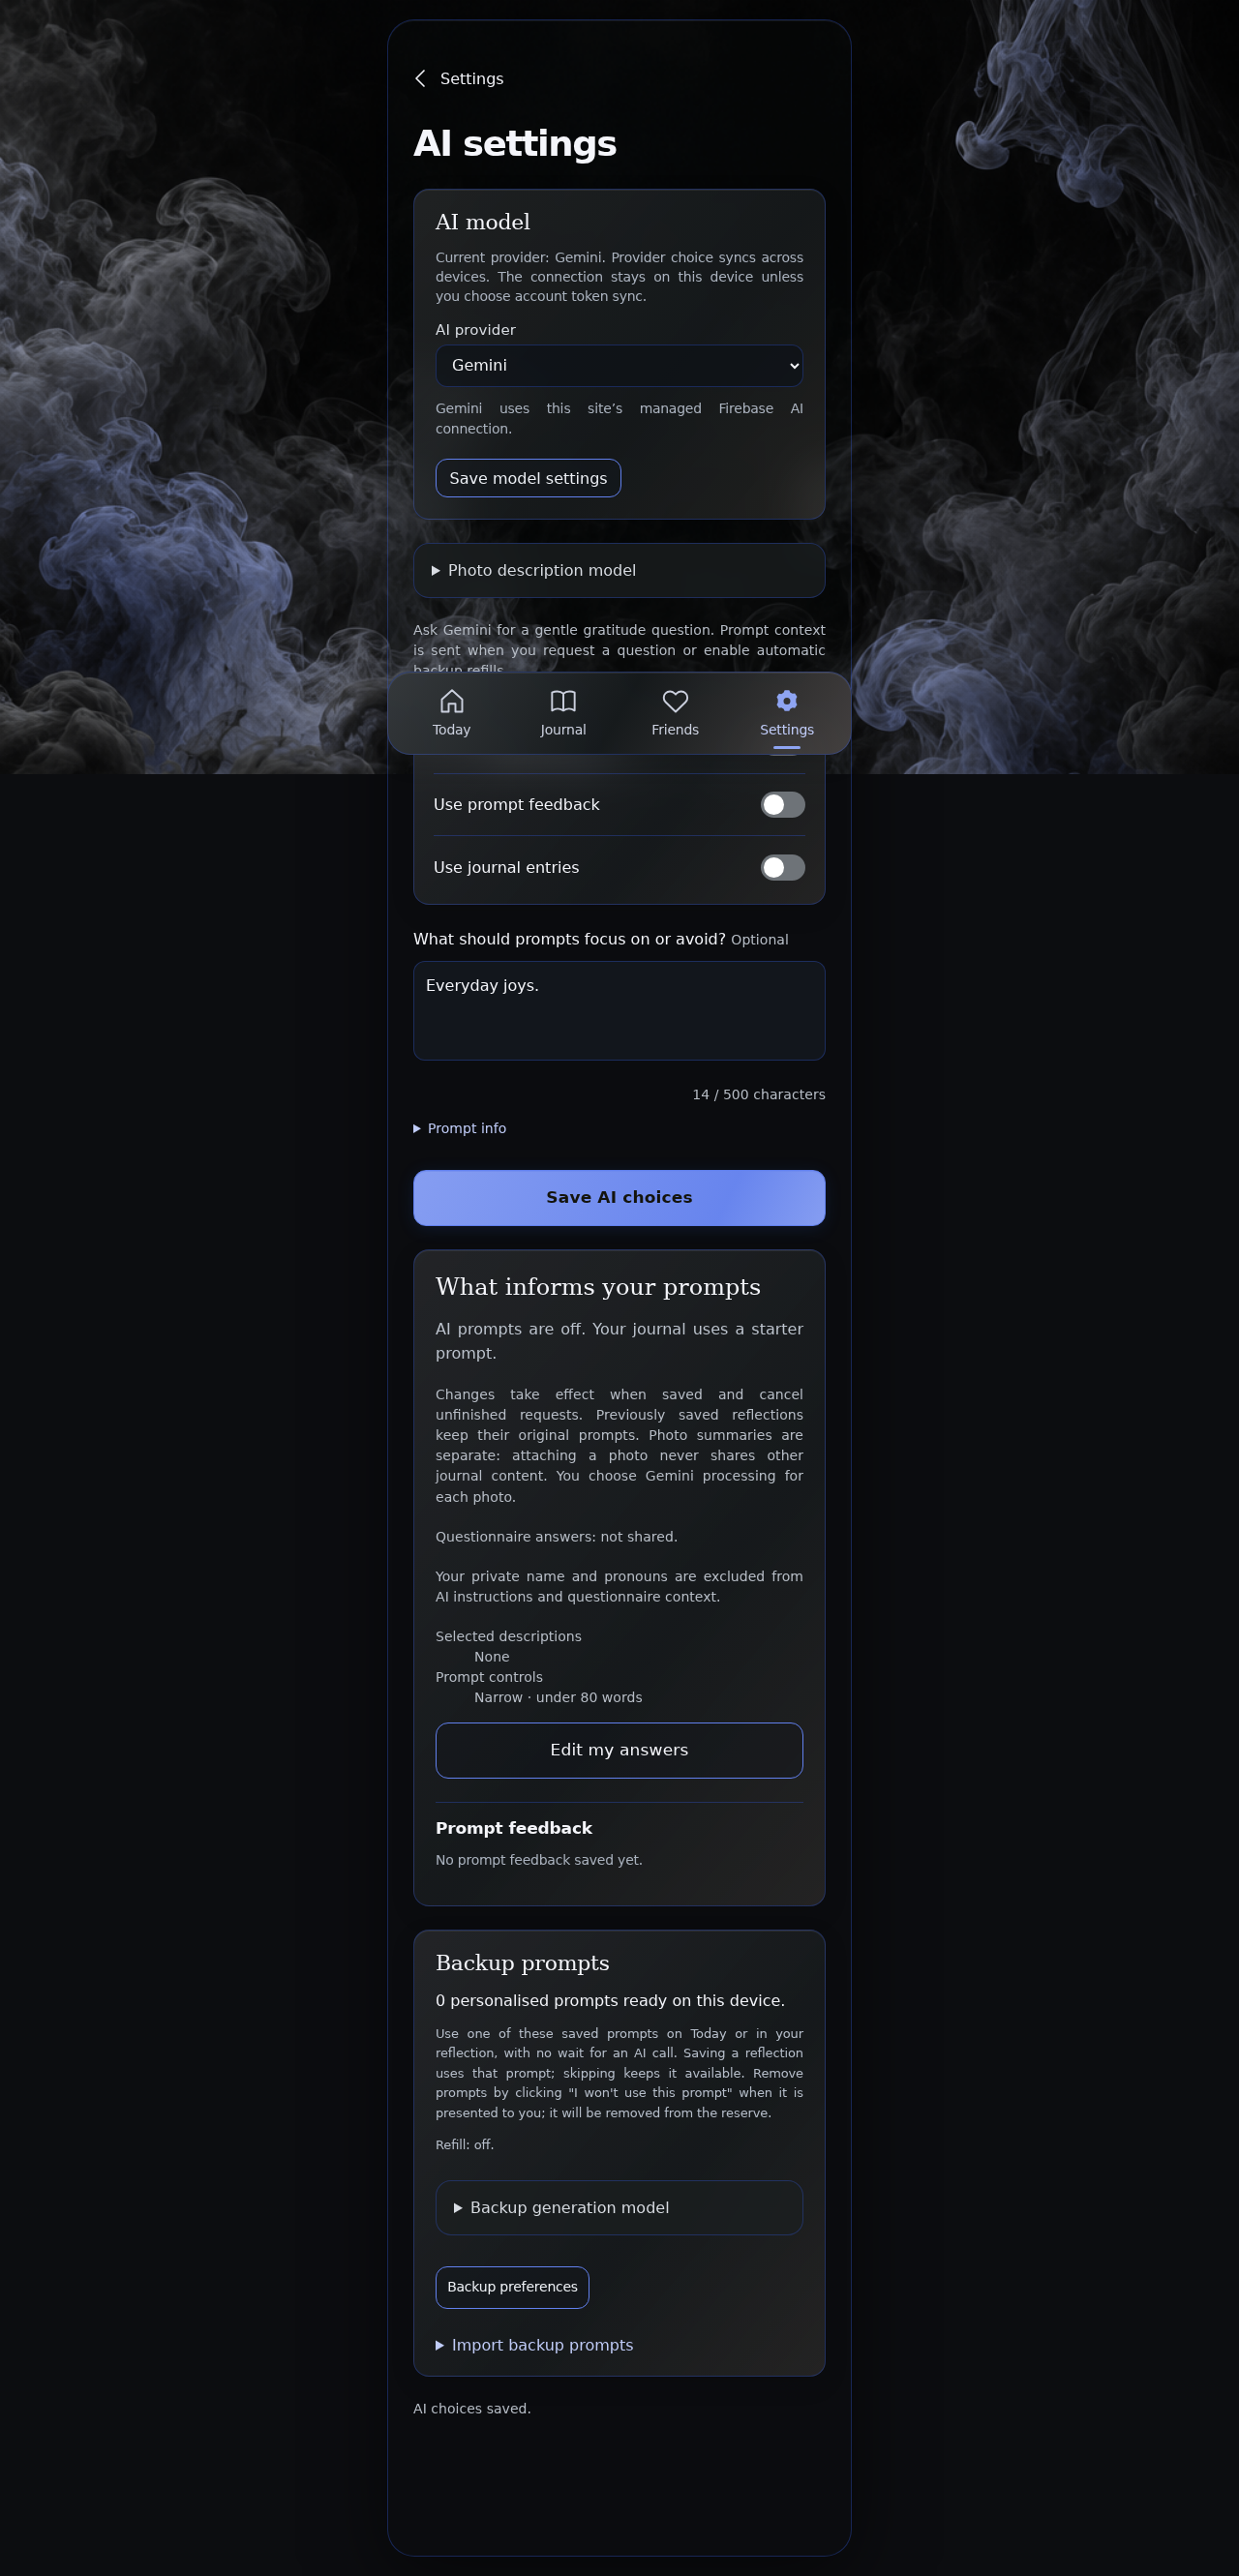 Settings
AI settings
AI model
Current provider: Gemini. Provider choice syncs across
devices. The connection stays on this device unless
you choose account token sync.
AI provider
Gemini
Gemini uses this site’s managed Firebase AI
connection.
Save model settings
Photo description model
Ask Gemini for a gentle gratitude question. Prompt context
is sent when you request a question or enable automatic
backup refills.
Today
Journal
Friends
Settings
Use prompt feedback
Use journal entries
What should prompts focus on or avoid? Optional
Everyday joys.
14 / 500 characters
Prompt info
Save AI choices
What informs your prompts
AI prompts are off. Your journal uses a starter
prompt.
Changes take effect when saved and cancel
unfinished requests. Previously saved reflections
keep their original prompts. Photo summaries are
separate: attaching a photo never shares other
journal content. You choose Gemini processing for
each photo.
Questionnaire answers: not shared.
Your private name and pronouns are excluded from
AI instructions and questionnaire context.
Selected descriptions
None
Prompt controls
Narrow · under 80 words
Edit my answers
Prompt feedback
No prompt feedback saved yet.
Backup prompts
0 personalised prompts ready on this device.
Use one of these saved prompts on Today or in your
reflection, with no wait for an AI call. Saving a reflection
uses that prompt; skipping keeps it available. Remove
prompts by clicking "I won't use this prompt" when it is
presented to you; it will be removed from the reserve.
Refill: off.
Backup generation model
Backup preferences
Import backup prompts
AI choices saved.